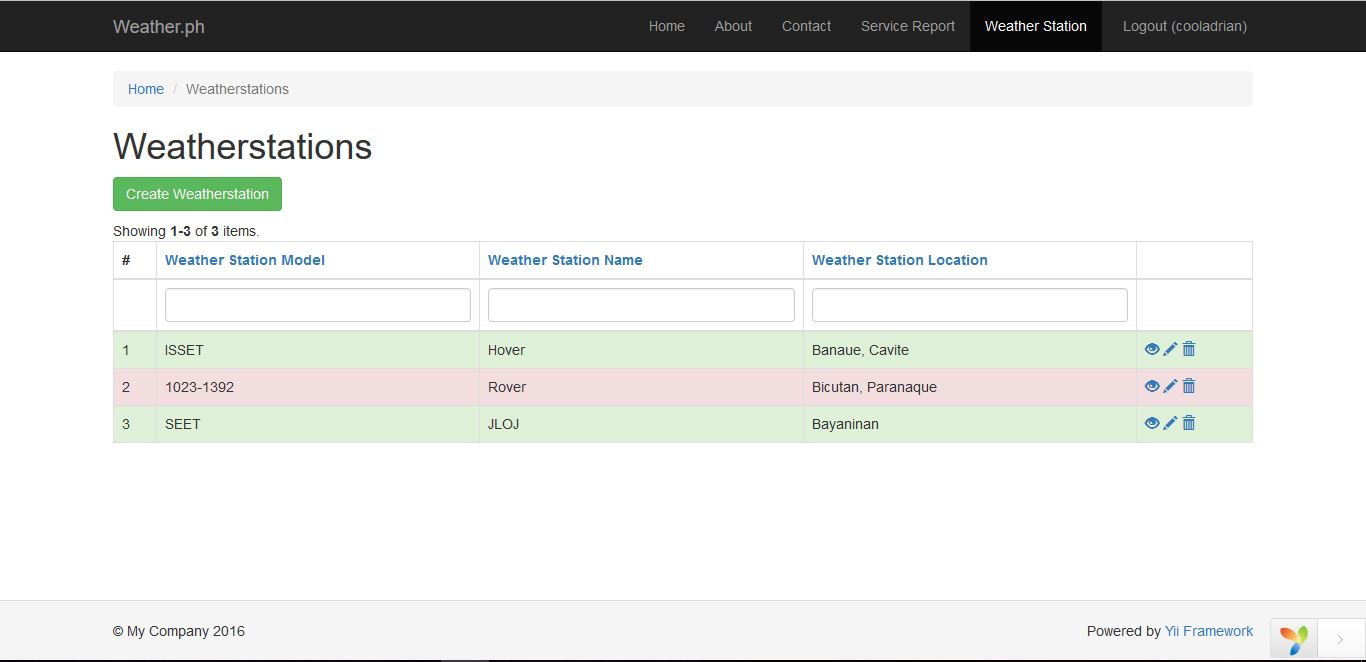 Weather.ph Home About Contact Service Report Weather Station Logout (cooladrian)
Home / Weatherstations
Weatherstations
Create Weatherstation
Showing 1-3 of 3 items.
# Weather Station Model Weather Station Name Weather Station Location
1 ISSET Hover Banaue, Cavite
2 1023-1392 Rover Bicutan, Paranaque
3 SEET JLOJ Bayaninan
© My Company 2016 Powered by Yii Framework